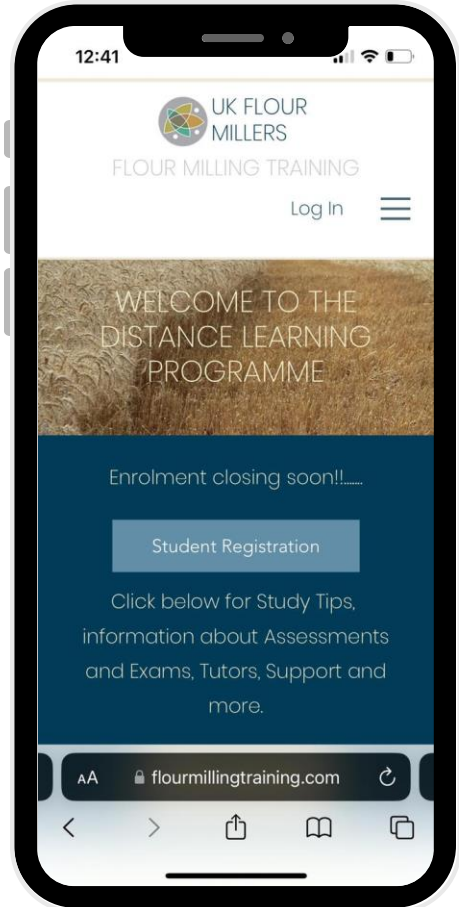 12:41
UK FLOUR
MILLERS
FLOUR MILLING TRAINING
Log In
WELCOME TO THE
DISTANCE LEARNING
PROGRAMME
Enrolment closing soon!!......
Student Registration
Click below for Study Tips,
information about Assessments
and Exams, Tutors, Support and
more.
AA flourmillingtraining.com